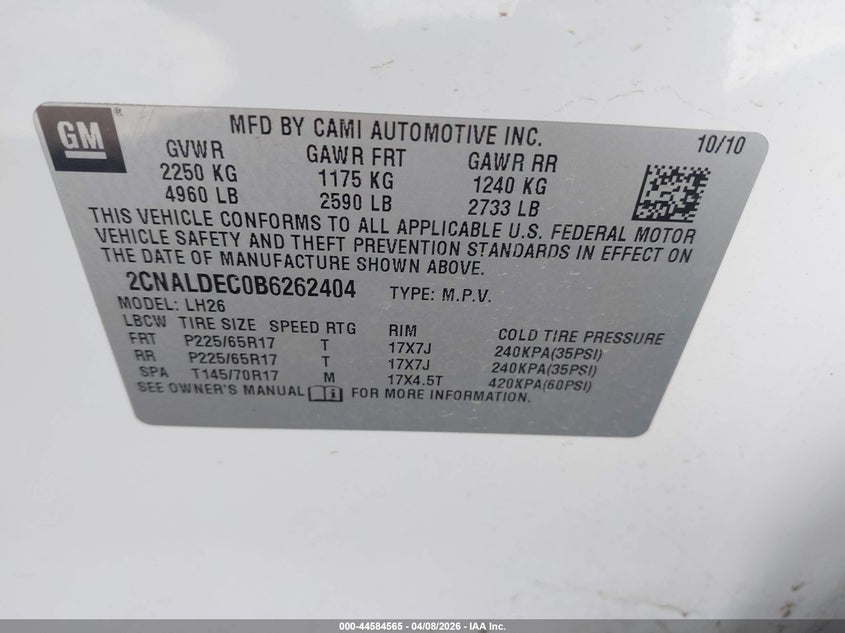 GM ®
MFD BY CAMI AUTOMOTIVE INC. 10/10
GVWR GAWR FRT GAWR RR
2250 KG 1175 KG 1240 KG
4960 LB 2590 LB 2733 LB
THIS VEHICLE CONFORMS TO ALL APPLICABLE U.S. FEDERAL MOTOR
VEHICLE SAFETY AND THEFT PREVENTION STANDARDS IN EFFECT ON
THE DATE OF MANUFACTURE SHOWN ABOVE.
2CNALDEC0B6262404 TYPE: M.P.V.
MODEL: LH26
LBCW TIRE SIZE SPEED RTG RIM COLD TIRE PRESSURE
FRT P225/65R17 T 17X7J 240KPA(35PSI)
RR P225/65R17 T 17X7J 240KPA(35PSI)
SPA T145/70R17 M 17X4.5T 420KPA(60PSI)
SEE OWNER'S MANUAL FOR MORE INFORMATION.
000-44584565 - 04/08/2026 - IAA Inc.